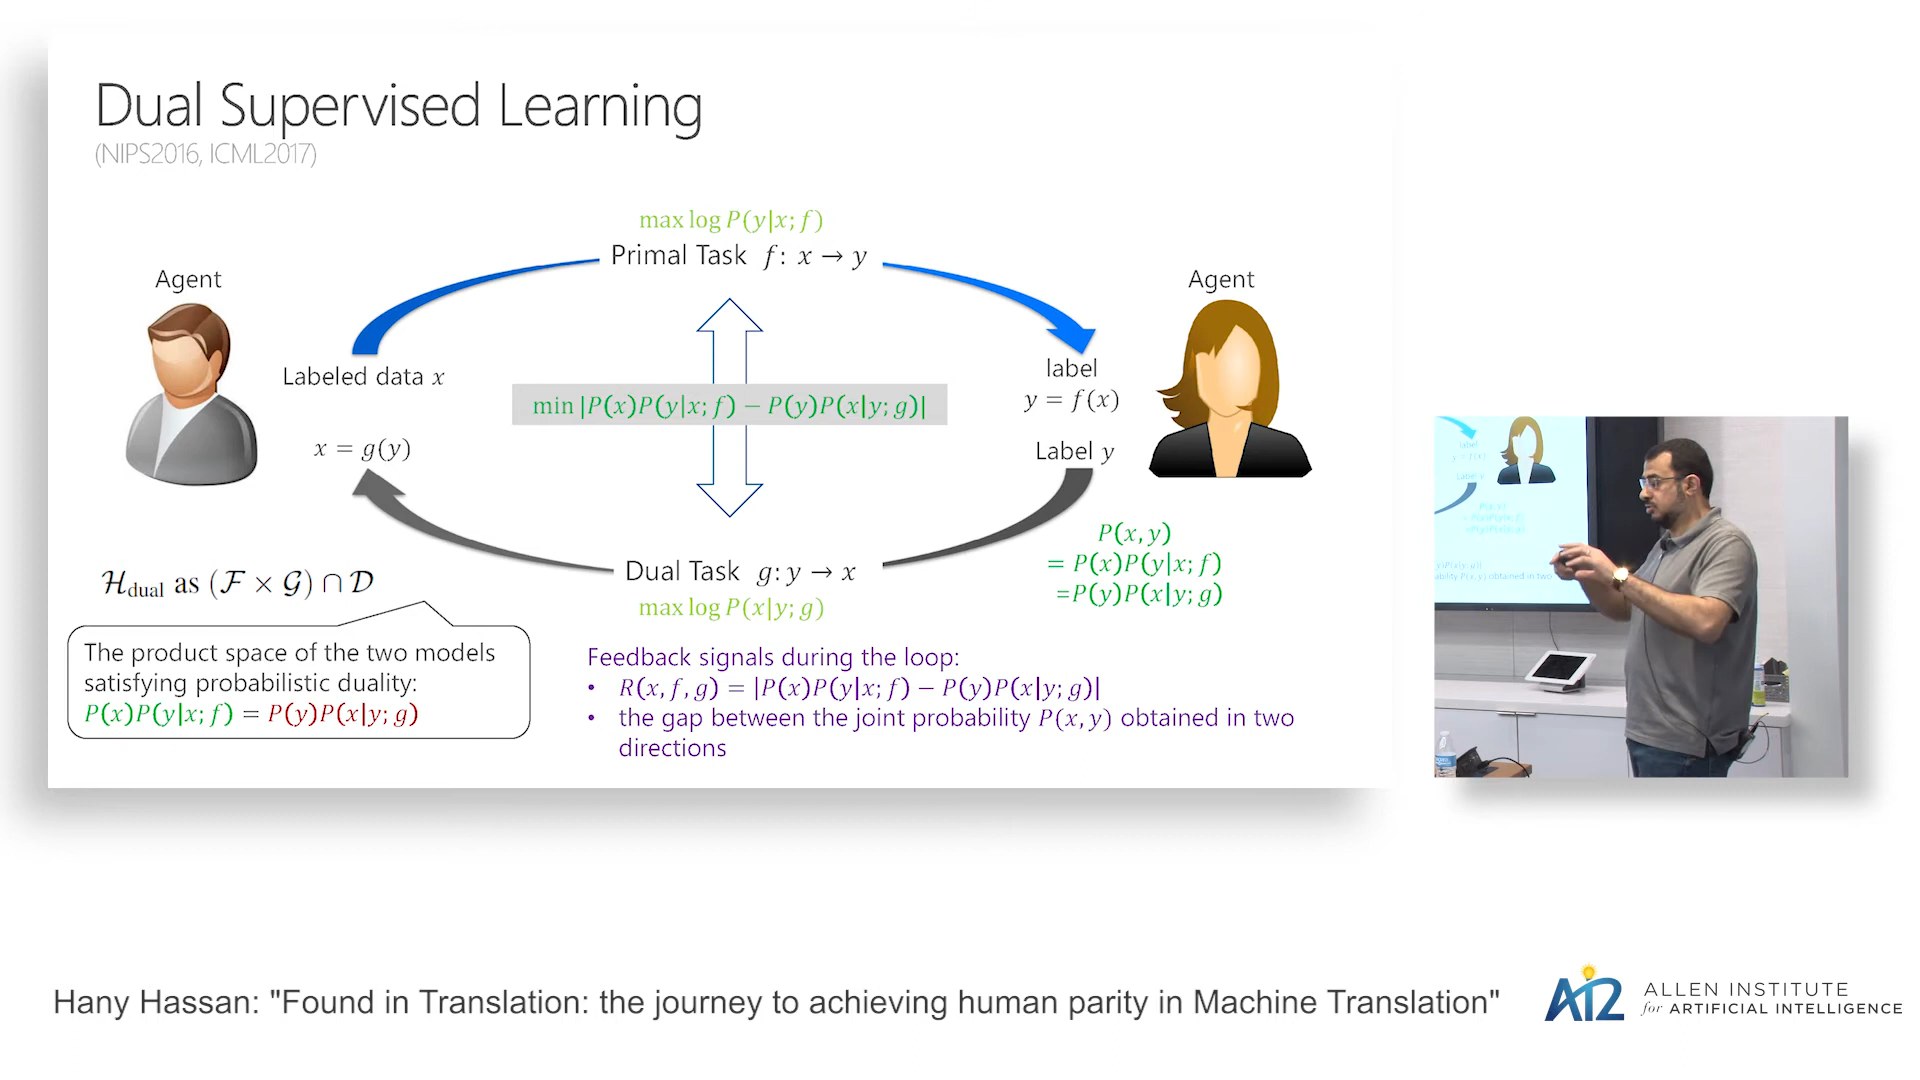 Dual Supervised Learning
(NIPS2016, ICML2017)
max log P(y|x; f)
Primal Task f: x → y
Agent
Agent
Labeled data x
label
y = f(x)
min |P(x)P(y|x; f) − P(y)P(x|y; g)|
x = g(y)
Label y
P(x, y)
= P(x)P(y|x; f)
=P(y)P(x|y; g)
Dual Task g: y → x
max log P(x|y; g)
ℋdual as (ℱ × 𝒢) ∩ 𝒟
The product space of the two models
satisfying probabilistic duality:
P(x)P(y|x; f) = P(y)P(x|y; g)
Feedback signals during the loop:
• R(x, f, g) = |P(x)P(y|x; f) − P(y)P(x|y; g)|
• the gap between the joint probability P(x, y) obtained in two
directions
Hany Hassan: "Found in Translation: the journey to achieving human parity in Machine Translation"
AI2
ALLEN INSTITUTE
for ARTIFICIAL INTELLIGENCE